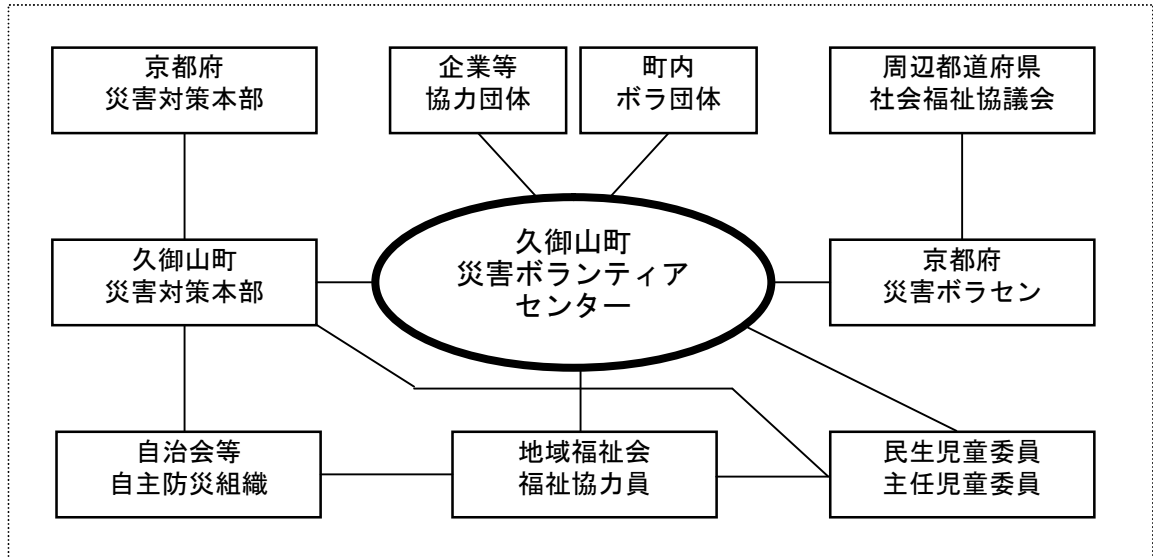 京都府
災害対策本部
企業等
協力団体
町内
ボラ団体
周辺都道府県
社会福祉協議会
久御山町
災害対策本部
久御山町
災害ボランティア
センター
京都府
災害ボラセン
自治会等
自主防災組織
地域福祉会
福祉協力員
民生児童委員
主任児童委員